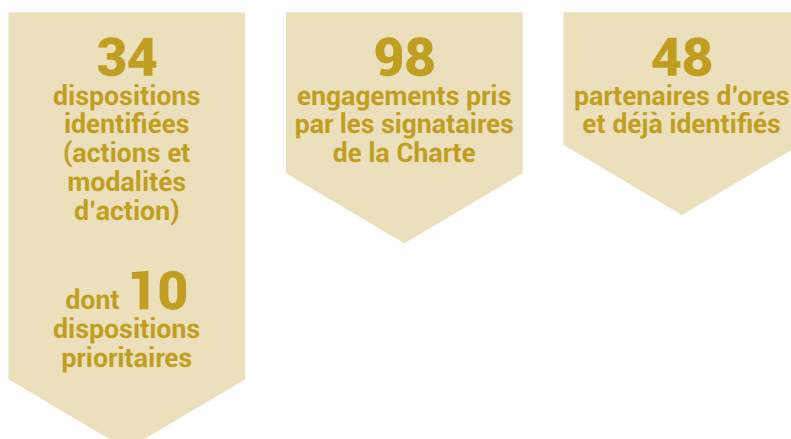 34
dispositions
identifiées
(actions et
modalités
d'action)
dont 10
dispositions
prioritaires
98
engagements pris
par les signataires
de la Charte
48
partenaires d'ores
et déjà identifiés